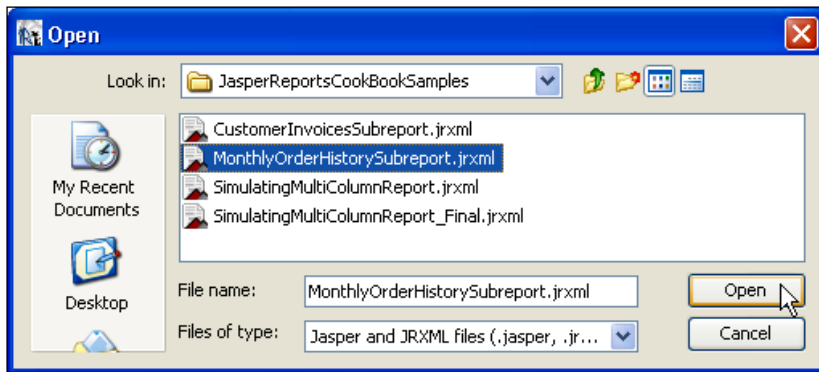 Open
Look in: JasperReportsCookBookSamples
CustomerInvoicesSubreport.jrxml
MonthlyOrderHistorySubreport.jrxml
SimulatingMultiColumnReport.jrxml
SimulatingMultiColumnReport_Final.jrxml
My Recent
Documents
Desktop
File name: MonthlyOrderHistorySubreport.jrxml Open
Files of type: Jasper and JRXML files (.jasper, .jr... Cancel